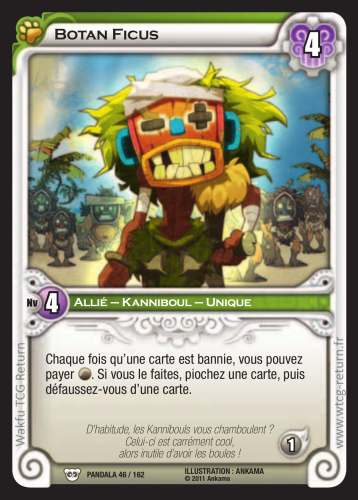 BOTAN FICUS
4
Nv 4 ALLIÉ – KANNIBOUL – UNIQUE
Chaque fois qu'une carte est bannie, vous pouvez
payer . Si vous le faites, piochez une carte, puis
défaussez-vous d'une carte.
D'habitude, les Kannibouls vous chamboulent ?
Celui-ci est carrément cool,
alors inutile d'avoir les boules !
1
PANDALA 46 / 162
ILLUSTRATION : ANKAMA
© 2011 Ankama
Wakfu TCG Return
www.wtcg-return.fr